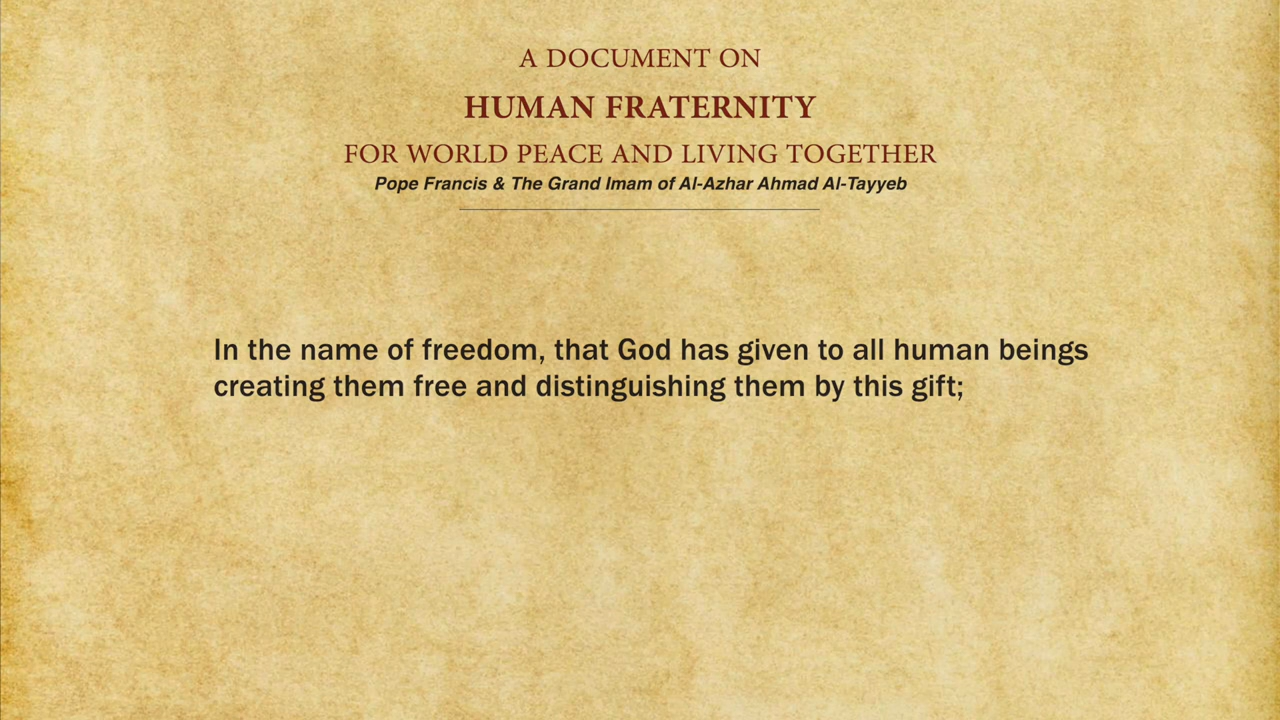 A DOCUMENT ON
HUMAN FRATERNITY
FOR WORLD PEACE AND LIVING TOGETHER
Pope Francis & The Grand Imam of Al-Azhar Ahmad Al-Tayyeb
In the name of freedom, that God has given to all human beings
creating them free and distinguishing them by this gift;